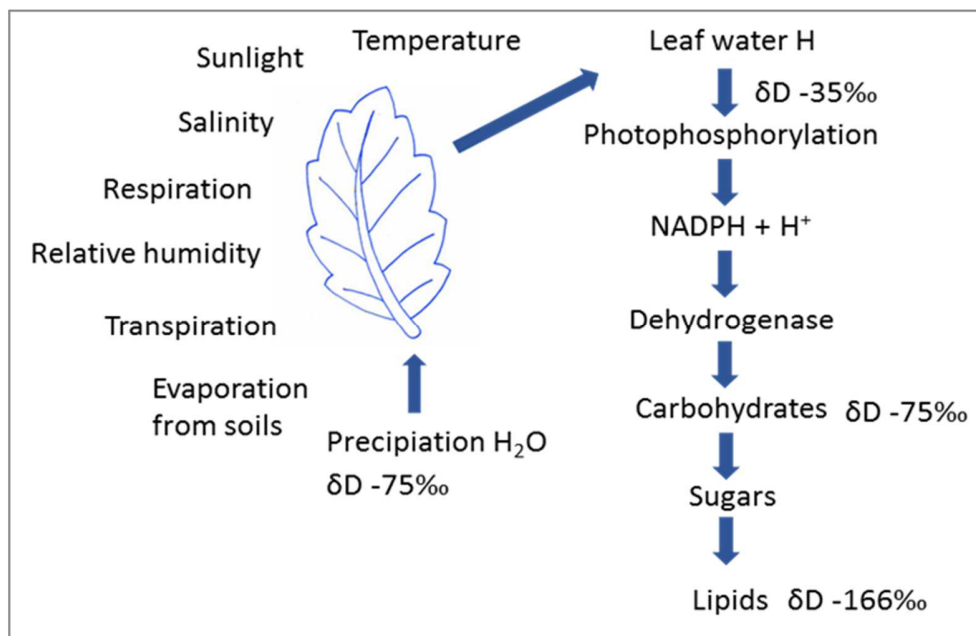 Temperature
Sunlight
Salinity
Respiration
Relative humidity
Transpiration
Evaporation
from soils
Precipiation H₂O
δD -75‰
Leaf water H
δD -35‰
Photophosphorylation
NADPH + H⁺
Dehydrogenase
Carbohydrates δD -75‰
Sugars
Lipids δD -166‰